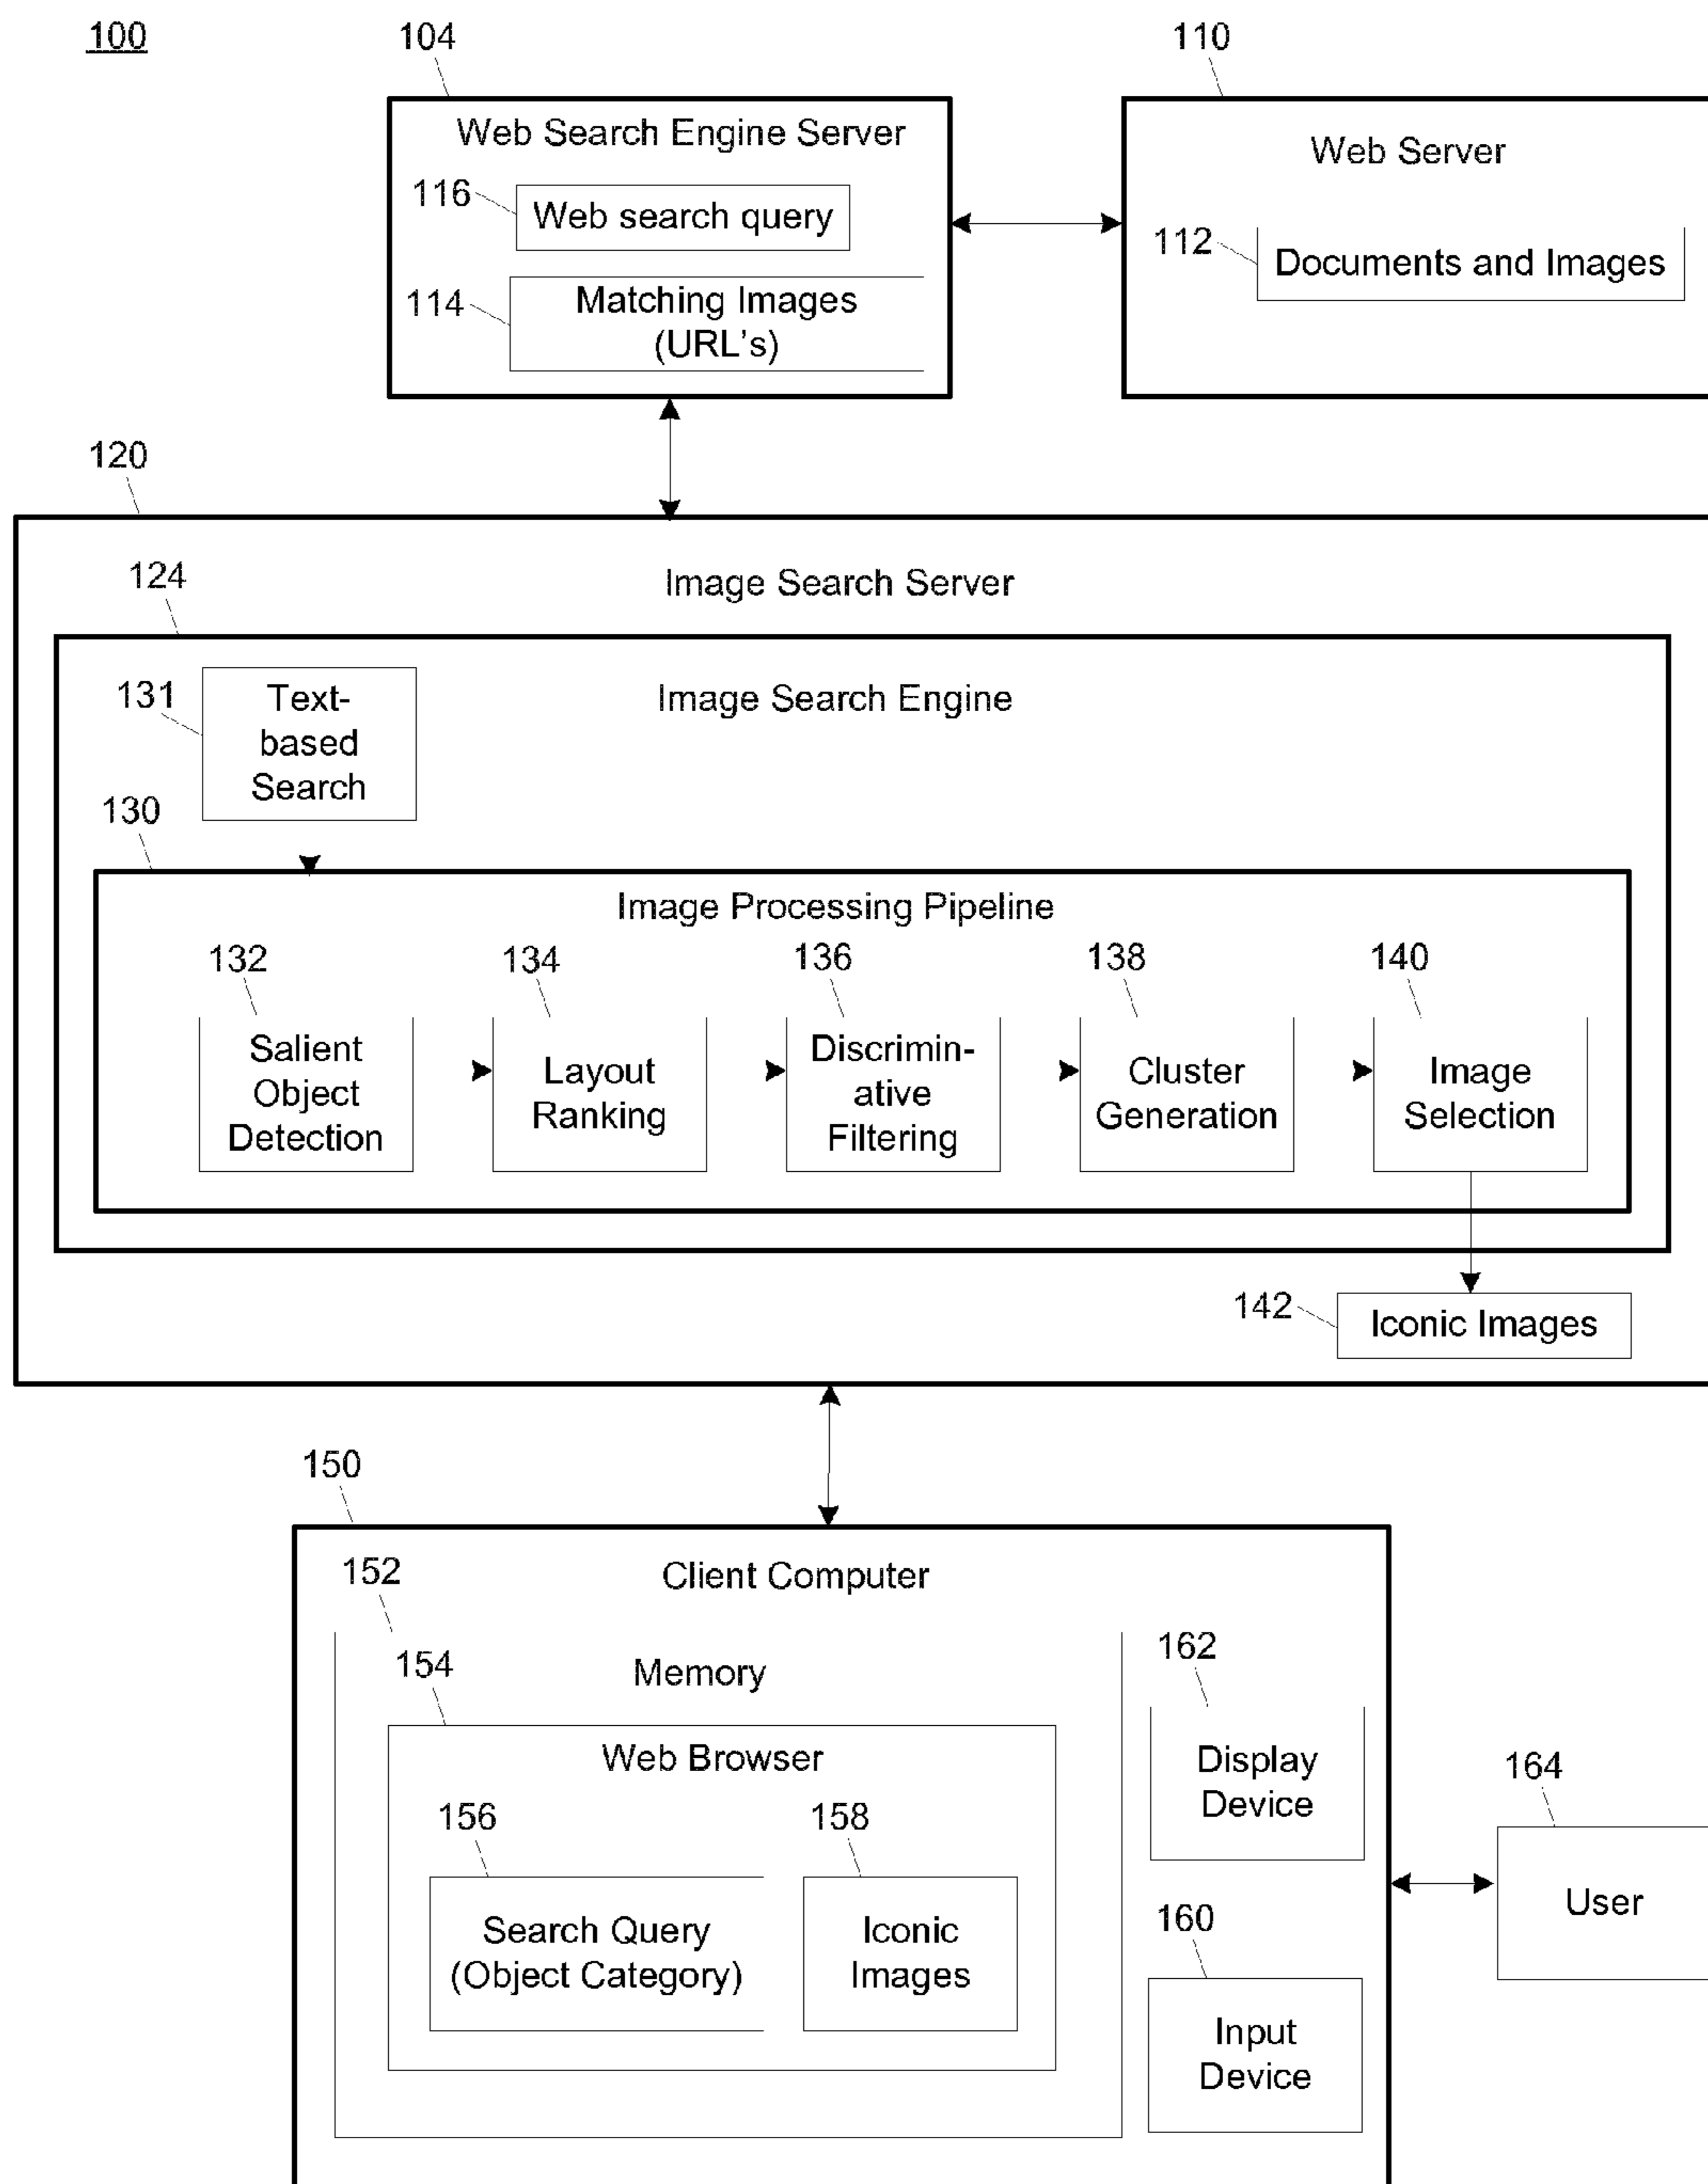 100
104
110
Web Search Engine Server
Web Server
116
Web search query
112
Documents and Images
114
Matching Images
(URL's)
120
124
Image Search Server
131
Text-
based
Search
Image Search Engine
130
Image Processing Pipeline
132
134
136
138
140
Salient
Object
Detection
Layout
Ranking
Discrimin-
ative
Filtering
Cluster
Generation
Image
Selection
142
Iconic Images
150
Client Computer
152
154
Memory
162
Web Browser
Display
Device
164
156
158
User
Search Query
(Object Category)
Iconic
Images
160
Input
Device